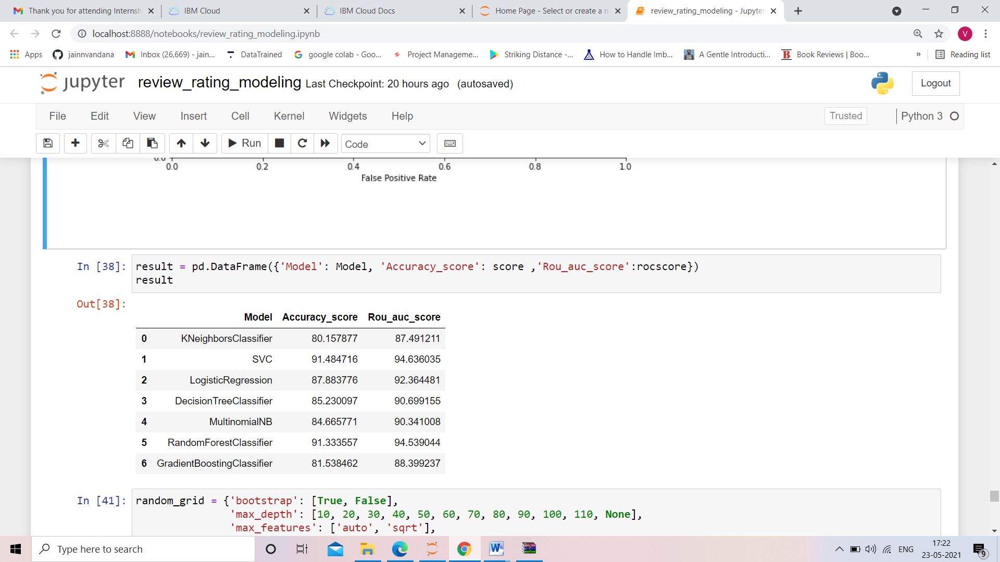 Thank you for attending Internsh
IBM Cloud
IBM Cloud Docs
Home Page - Select or create a n
review_rating_modeling - Jupyter
localhost:8888/notebooks/review_rating_modeling.ipynb
V
Apps
jainnvandana
Inbox (26,669) - jain...
DataTrained
google colab - Goo...
Project Manageme...
Striking Distance -...
How to Handle Imb...
A Gentle Introducti...
Book Reviews | Boo...
»
Reading list
jupyter review_rating_modeling Last Checkpoint: 20 hours ago (autosaved)
Logout
File Edit View Insert Cell Kernel Widgets Help
Trusted
Python 3
Run
Code
0.0
0.0 0.2 0.4 0.6 0.8 1.0
False Positive Rate
In [38]: result = pd.DataFrame({'Model': Model, 'Accuracy_score': score ,'Rou_auc_score':rocscore})
result
Out[38]:
Model Accuracy_score Rou_auc_score
0 KNeighborsClassifier 80.157877 87.491211
1 SVC 91.484716 94.636035
2 LogisticRegression 87.883776 92.364481
3 DecisionTreeClassifier 85.230097 90.699155
4 MultinomialNB 84.665771 90.341008
5 RandomForestClassifier 91.333557 94.539044
6 GradientBoostingClassifier 81.538462 88.399237
In [41]: random_grid = {'bootstrap': [True, False],
'max_depth': [10, 20, 30, 40, 50, 60, 70, 80, 90, 100, 110, None],
'max_features': ['auto', 'sqrt'],
Type here to search
ENG
17:22
23-05-2021
9